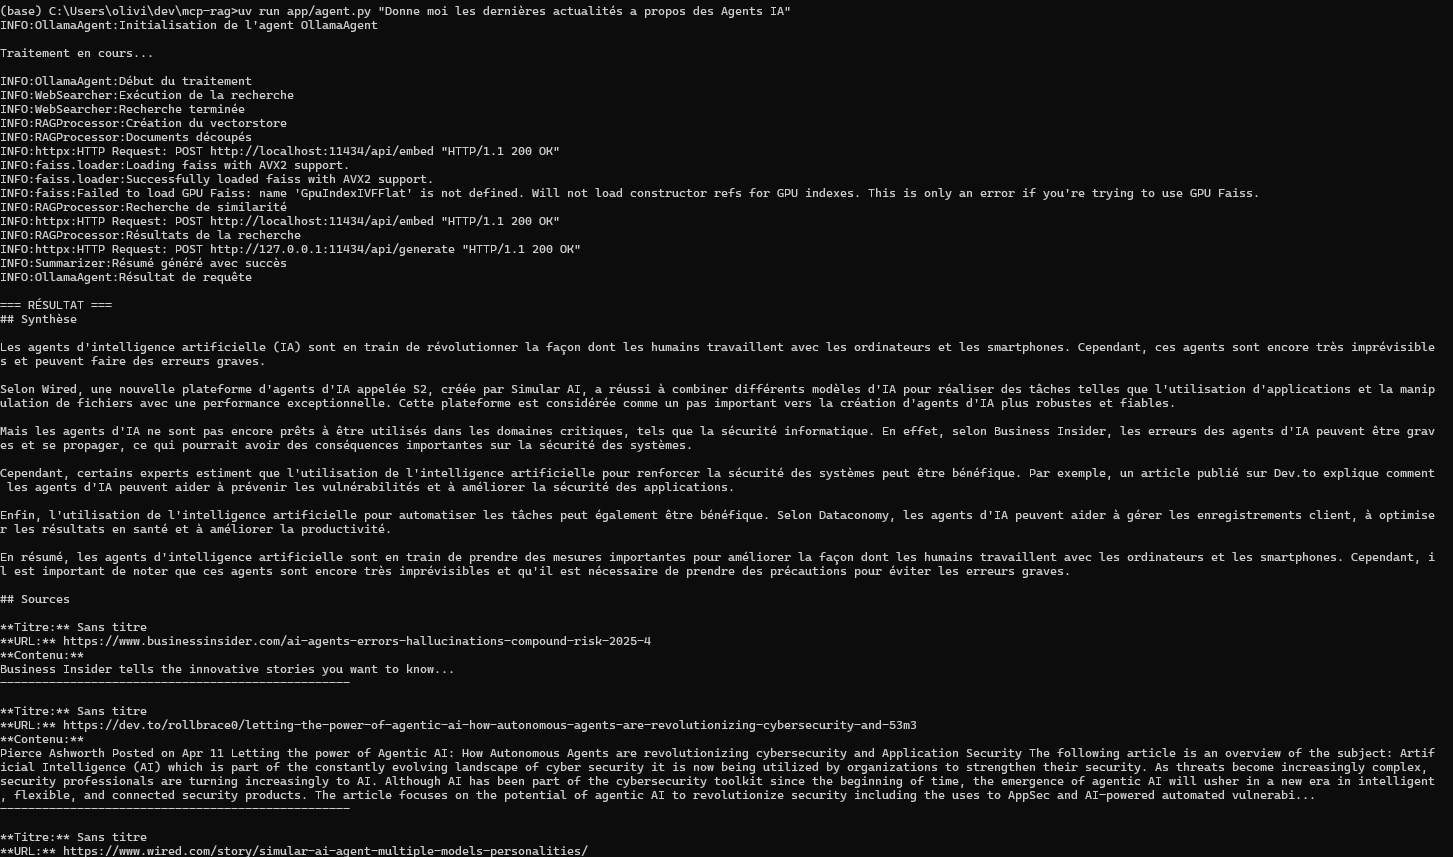 (base) C:\Users\olivi\dev\mcp-rag>uv run app/agent.py "Donne moi les dernières actualités a propos des Agents IA"
INFO:OllamaAgent:Initialisation de l'agent OllamaAgent
Traitement en cours...
INFO:OllamaAgent:Début du traitement
INFO:WebSearcher:Exécution de la recherche
INFO:WebSearcher:Recherche terminée
INFO:RAGProcessor:Création du vectorstore
INFO:RAGProcessor:Documents découpés
INFO:httpx:HTTP Request: POST http://localhost:11434/api/embed "HTTP/1.1 200 OK"
INFO:faiss.loader:Loading faiss with AVX2 support.
INFO:faiss.loader:Successfully loaded faiss with AVX2 support.
INFO:faiss:Failed to load GPU Faiss: name 'GpuIndexIVFFlat' is not defined. Will not load constructor refs for GPU indexes. This is only an error if you're trying to use GPU Faiss.
INFO:RAGProcessor:Recherche de similarité
INFO:httpx:HTTP Request: POST http://localhost:11434/api/embed "HTTP/1.1 200 OK"
INFO:RAGProcessor:Résultats de la recherche
INFO:httpx:HTTP Request: POST http://127.0.0.1:11434/api/generate "HTTP/1.1 200 OK"
INFO:Summarizer:Résumé généré avec succès
INFO:OllamaAgent:Résultat de requête
=== RÉSULTAT ===
## Synthèse
Les agents d'intelligence artificielle (IA) sont en train de révolutionner la façon dont les humains travaillent avec les ordinateurs et les smartphones. Cependant, ces agents sont encore très imprévisible
s et peuvent faire des erreurs graves.
Selon Wired, une nouvelle plateforme d'agents d'IA appelée S2, créée par Simular AI, a réussi à combiner différents modèles d'IA pour réaliser des tâches telles que l'utilisation d'applications et la manip
ulation de fichiers avec une performance exceptionnelle. Cette plateforme est considérée comme un pas important vers la création d'agents d'IA plus robustes et fiables.
Mais les agents d'IA ne sont pas encore prêts à être utilisés dans les domaines critiques, tels que la sécurité informatique. En effet, selon Business Insider, les erreurs des agents d'IA peuvent être grav
es et se propager, ce qui pourrait avoir des conséquences importantes sur la sécurité des systèmes.
Cependant, certains experts estiment que l'utilisation de l'intelligence artificielle pour renforcer la sécurité des systèmes peut être bénéfique. Par exemple, un article publié sur Dev.to explique comment
les agents d'IA peuvent aider à prévenir les vulnérabilités et à améliorer la sécurité des applications.
Enfin, l'utilisation de l'intelligence artificielle pour automatiser les tâches peut également être bénéfique. Selon Dataconomy, les agents d'IA peuvent aider à gérer les enregistrements client, à optimise
r les résultats en santé et à améliorer la productivité.
En résumé, les agents d'intelligence artificielle sont en train de prendre des mesures importantes pour améliorer la façon dont les humains travaillent avec les ordinateurs et les smartphones. Cependant, i
l est important de noter que ces agents sont encore très imprévisibles et qu'il est nécessaire de prendre des précautions pour éviter les erreurs graves.
## Sources
**Titre:** Sans titre
**URL:** https://www.businessinsider.com/ai-agents-errors-hallucinations-compound-risk-2025-4
**Contenu:**
Business Insider tells the innovative stories you want to know...
--------------------------------------------------
**Titre:** Sans titre
**URL:** https://dev.to/rollbrace0/letting-the-power-of-agentic-ai-how-autonomous-agents-are-revolutionizing-cybersecurity-and-53m3
**Contenu:**
Pierce Ashworth Posted on Apr 11 Letting the power of Agentic AI: How Autonomous Agents are revolutionizing cybersecurity and Application Security The following article is an overview of the subject: Artif
icial Intelligence (AI) which is part of the constantly evolving landscape of cyber security it is now being utilized by organizations to strengthen their security. As threats become increasingly complex,
security professionals are turning increasingly to AI. Although AI has been part of the cybersecurity toolkit since the beginning of time, the emergence of agentic AI will usher in a new era in intelligent
, flexible, and connected security products. The article focuses on the potential of agentic AI to revolutionize security including the uses to AppSec and AI-powered automated vulnerabi...
--------------------------------------------------
**Titre:** Sans titre
**URL:** https://www.wired.com/story/simular-ai-agent-multiple-models-personalities/